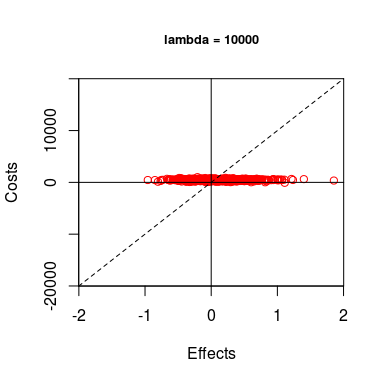 lambda = 10000
Costs
10000
0
-20000
-2
-1
0
1
2
Effects